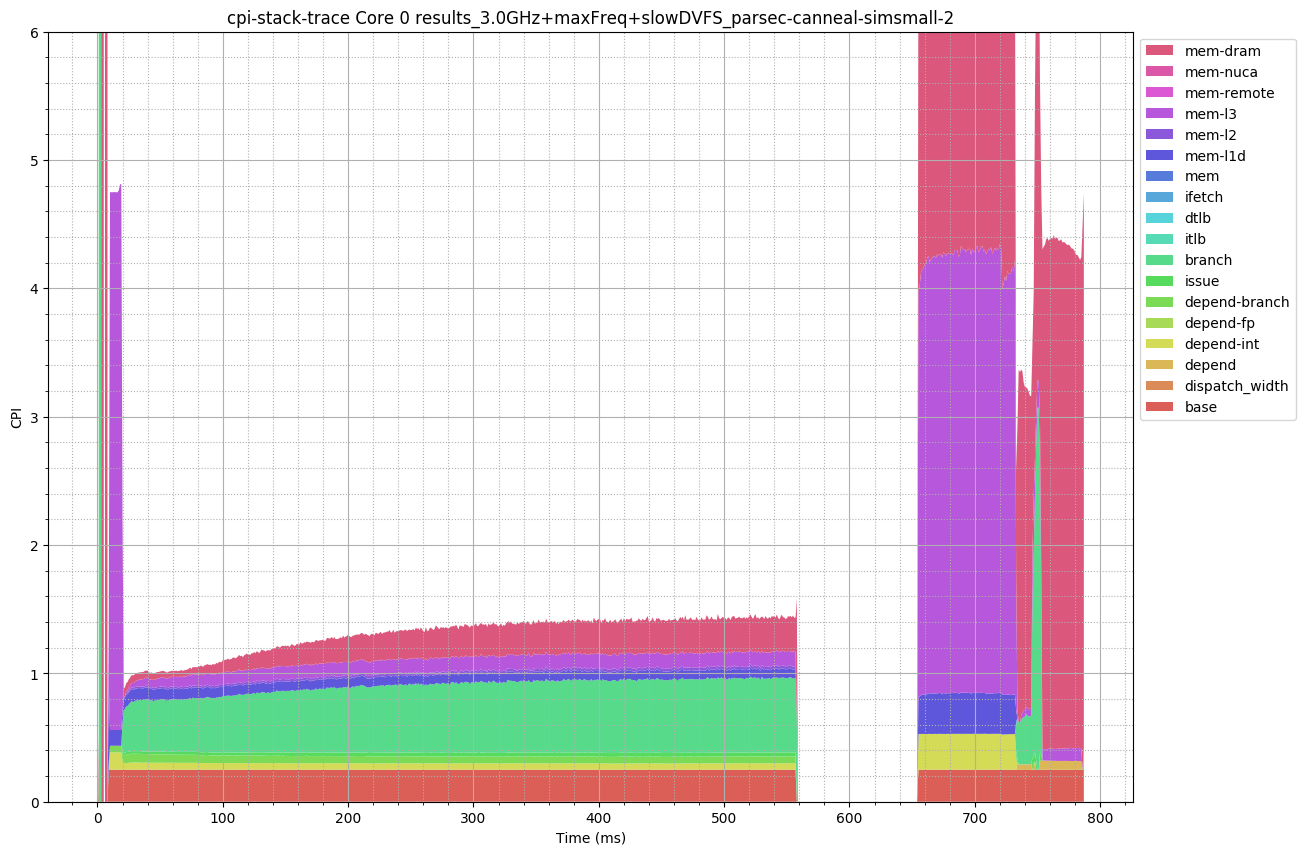 cpi-stack-trace Core 0 results_3.0GHz+maxFreq+slowDVFS_parsec-canneal-simsmall-2
6
5
4
3
2
1
0
CPI
0 100 200 300 400 500 600 700 800
Time (ms)
mem-dram
mem-nuca
mem-remote
mem-l3
mem-l2
mem-l1d
mem
ifetch
dtlb
itlb
branch
issue
depend-branch
depend-fp
depend-int
depend
dispatch_width
base